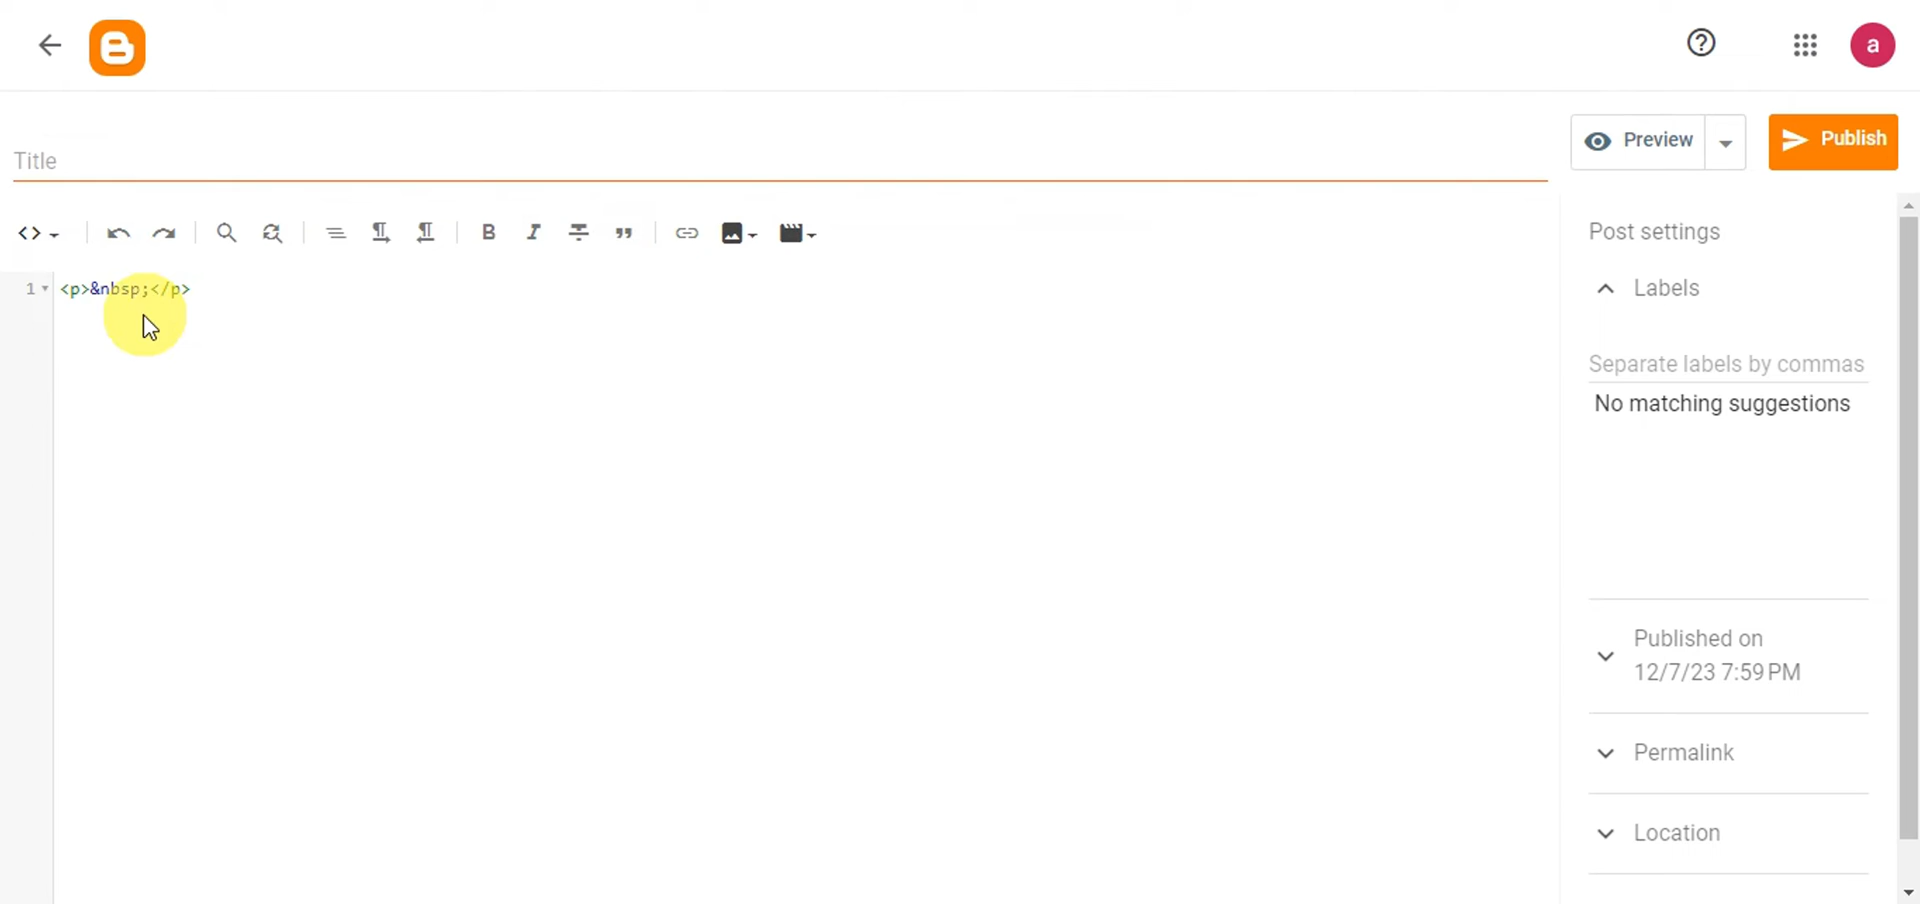 a
Preview
Publish
Title
Post settings
1
<p>&nbsp;</p>
Labels
Separate labels by commas
No matching suggestions
Published on
12/7/23 7:59 PM
Permalink
Location